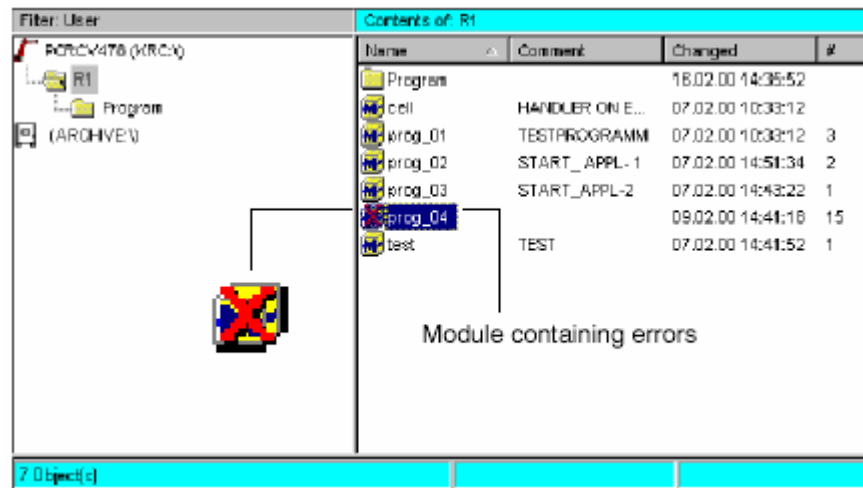 Filter: User
Contents of: R1
(KRC:\)
R1
Program
(ARCHIVE:\)
Name Comment Changed #
Program 16.02.00 14:35:52
cell HANDLER ON E... 07.02.00 10:33:12
prog_01 TESTPROGRAMM 07.02.00 10:33:12 3
prog_02 START_ APPL-1 07.02.00 14:51:34 2
prog_03 START_APPL-2 07.02.00 14:43:22 1
prog_04 09.02.00 14:41:18 15
test TEST 07.02.00 14:41:52 1
Module containing errors
7 Object(s)